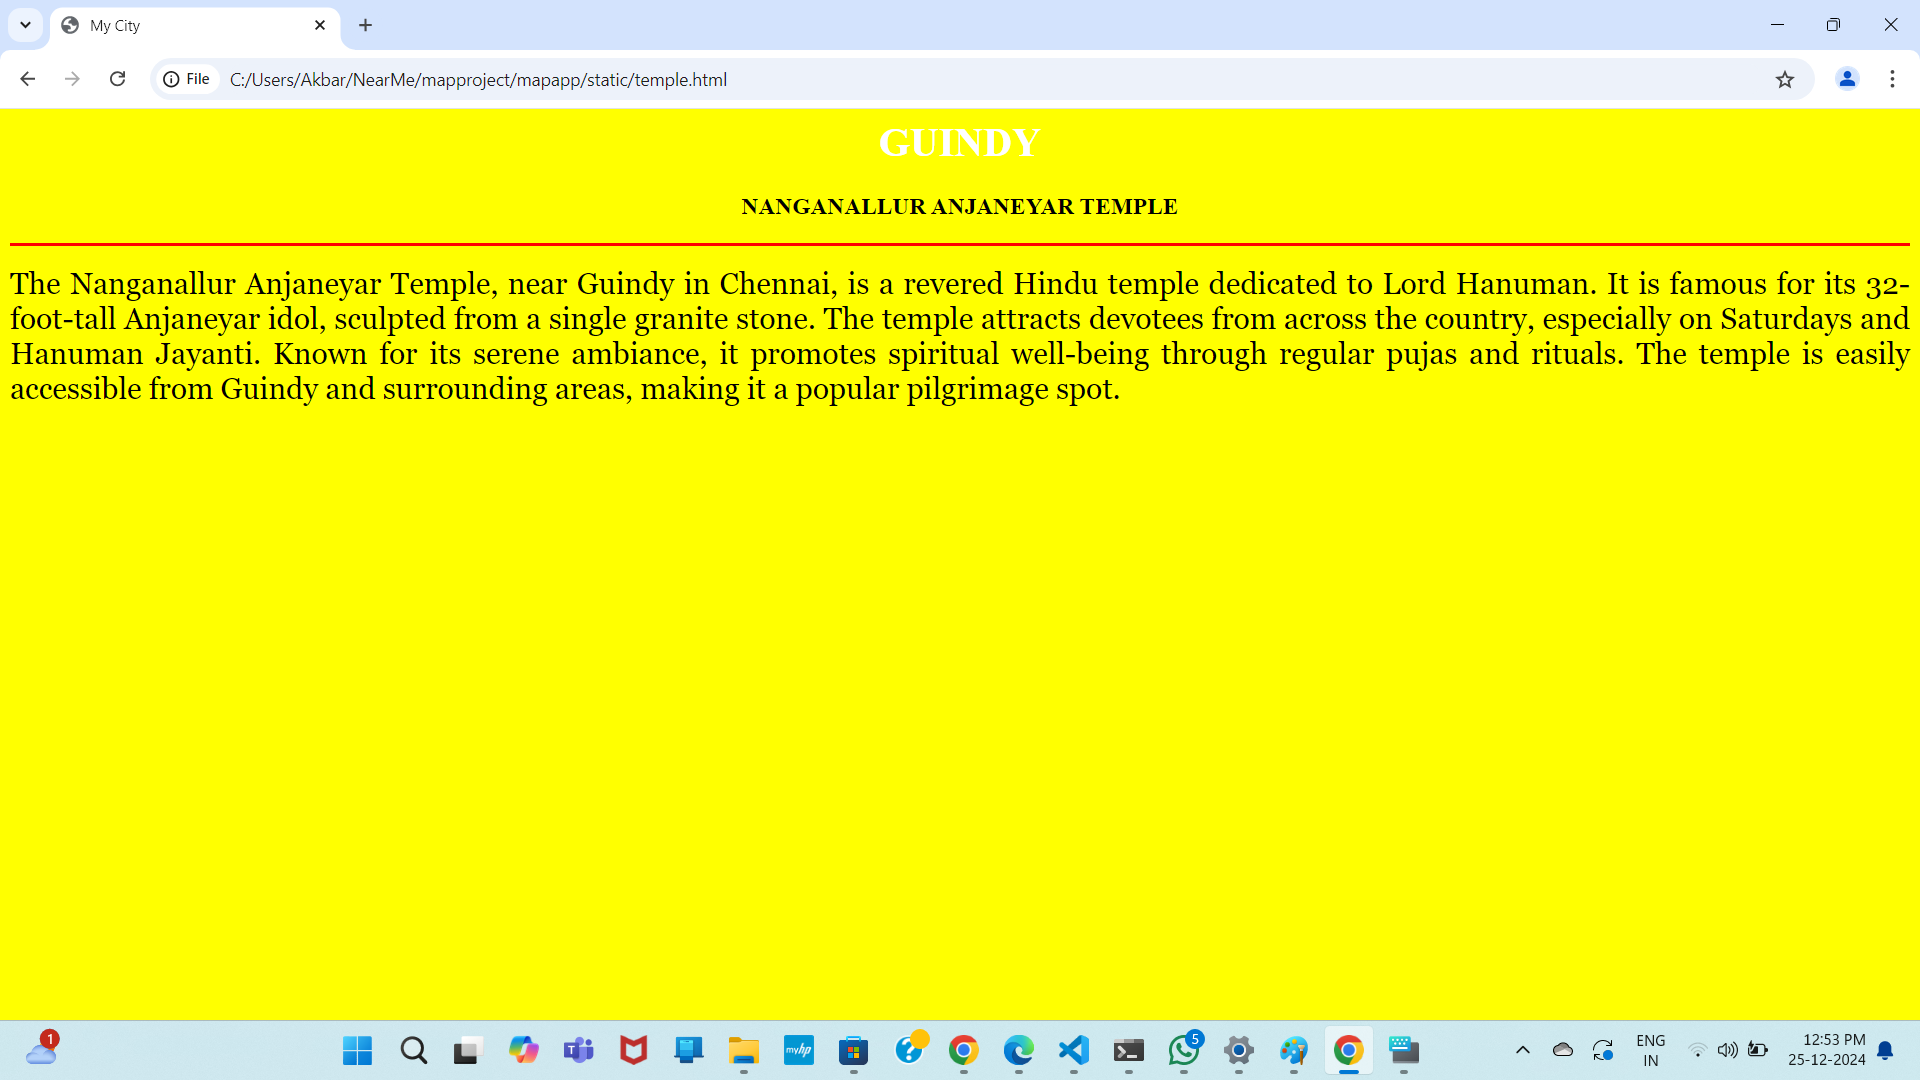 My City
File
C:/Users/Akbar/NearMe/mapproject/mapapp/static/temple.html
GUINDY
NANGANALLUR ANJANEYAR TEMPLE
The Nanganallur Anjaneyar Temple, near Guindy in Chennai, is a revered Hindu temple dedicated to Lord Hanuman. It is famous for its 32-
foot-tall Anjaneyar idol, sculpted from a single granite stone. The temple attracts devotees from across the country, especially on Saturdays and
Hanuman Jayanti. Known for its serene ambiance, it promotes spiritual well-being through regular pujas and rituals. The temple is easily
accessible from Guindy and surrounding areas, making it a popular pilgrimage spot.
1
T
myhp
?
5
ENG
IN
12:53 PM
25-12-2024